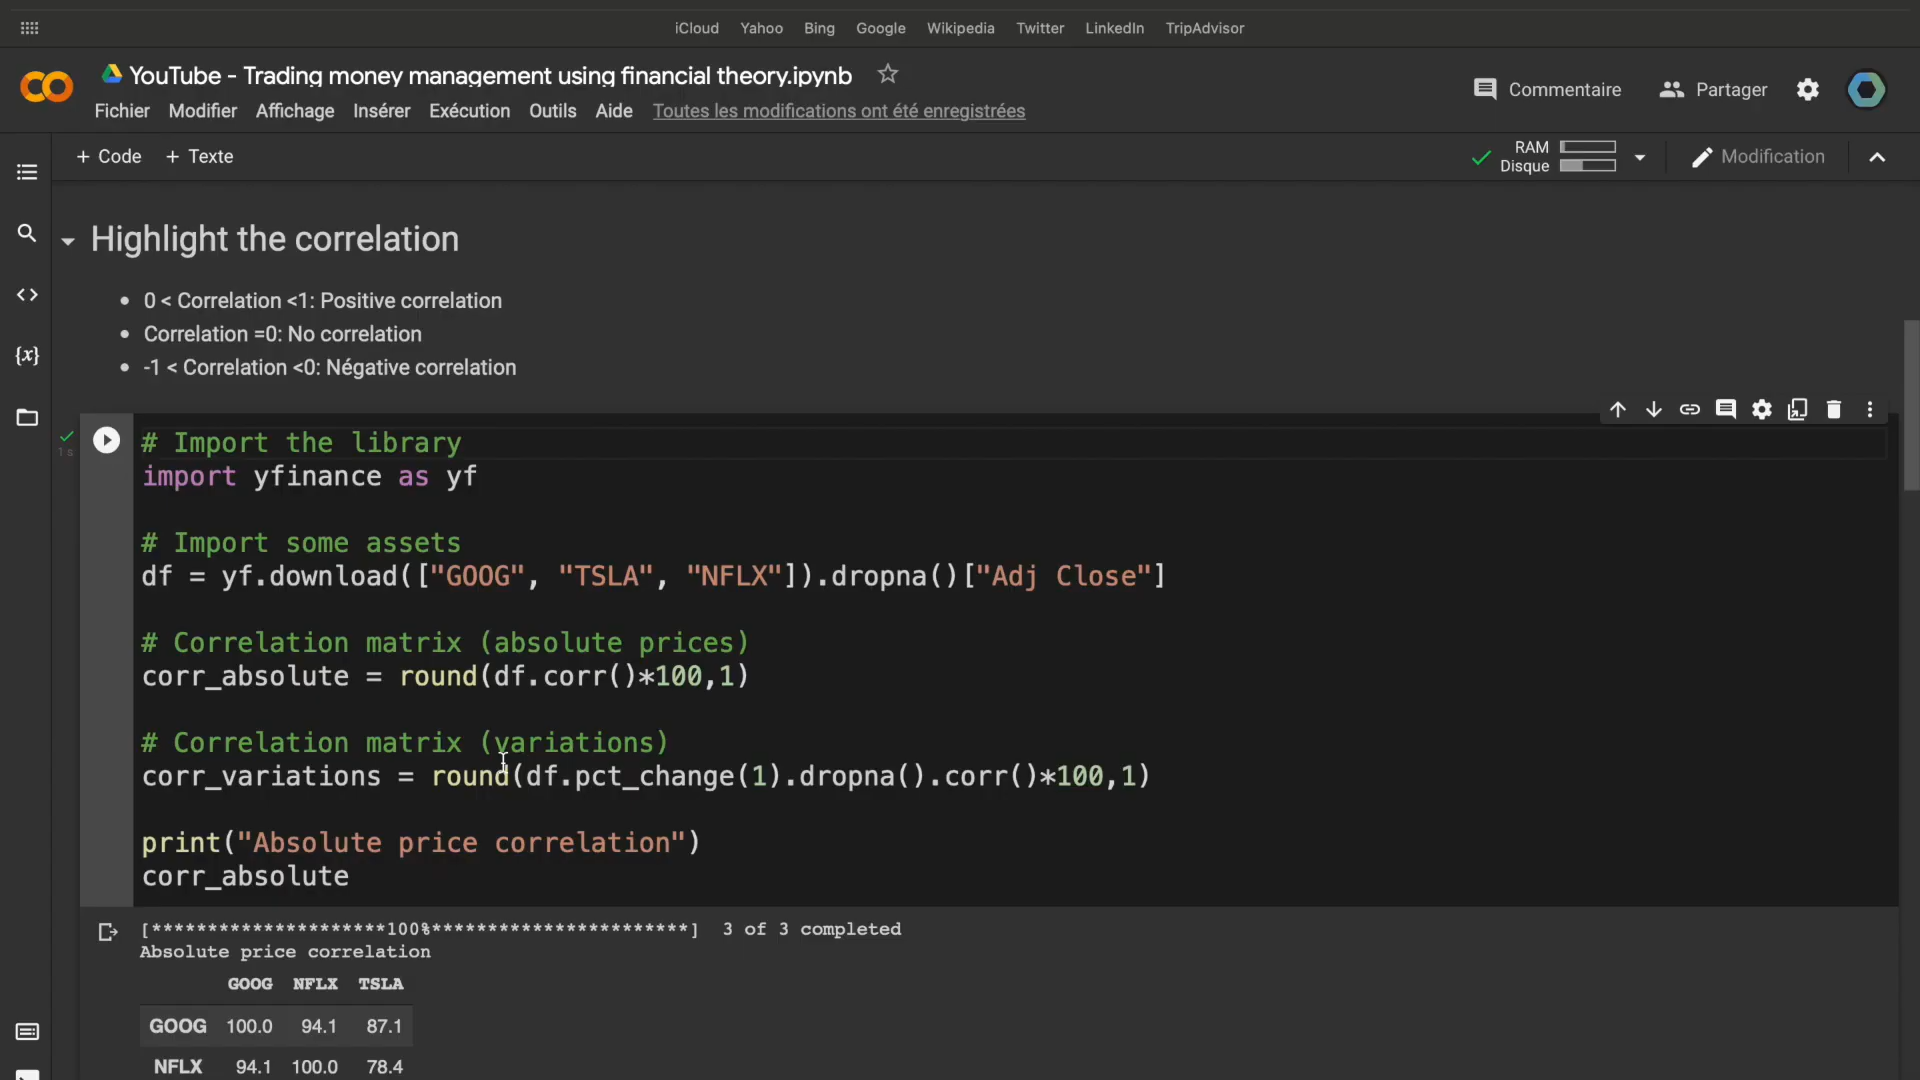 iCloud Yahoo Bing Google Wikipedia Twitter LinkedIn TripAdvisor
YouTube - Trading money management using financial theory.ipynb
Fichier Modifier Affichage Insérer Exécution Outils Aide Toutes les modifications ont été enregistrées
Commentaire Partager
+ Code + Texte
RAM
Disque
Modification
Highlight the correlation
• 0 < Correlation <1: Positive correlation
• Correlation =0: No correlation
• -1 < Correlation <0: Négative correlation
1 s
# Import the library
import yfinance as yf
# Import some assets
df = yf.download(["GOOG", "TSLA", "NFLX"]).dropna()["Adj Close"]
# Correlation matrix (absolute prices)
corr_absolute = round(df.corr()*100,1)
# Correlation matrix (variations)
corr_variations = round(df.pct_change(1).dropna().corr()*100,1)
print("Absolute price correlation")
corr_absolute
[*********************100%***********************] 3 of 3 completed
Absolute price correlation
GOOG NFLX TSLA
GOOG 100.0 94.1 87.1
NFLX 94.1 100.0 78.4